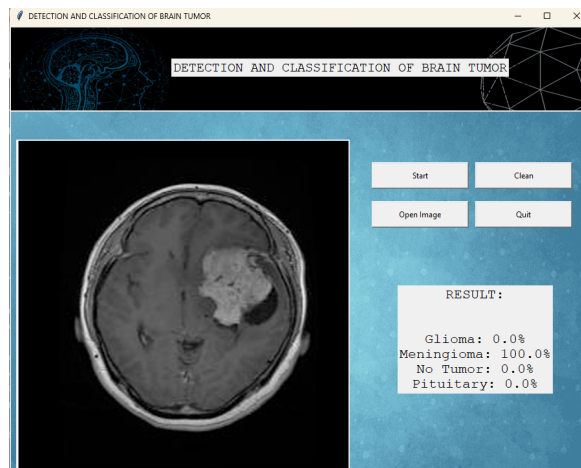 DETECTION AND CLASSIFICATION OF BRAIN TUMOR
DETECTION AND CLASSIFICATION OF BRAIN TUMOR
Start
Clean
Open Image
Quit
RESULT:
Glioma: 0.0%
Meningioma: 100.0%
No Tumor: 0.0%
Pituitary: 0.0%